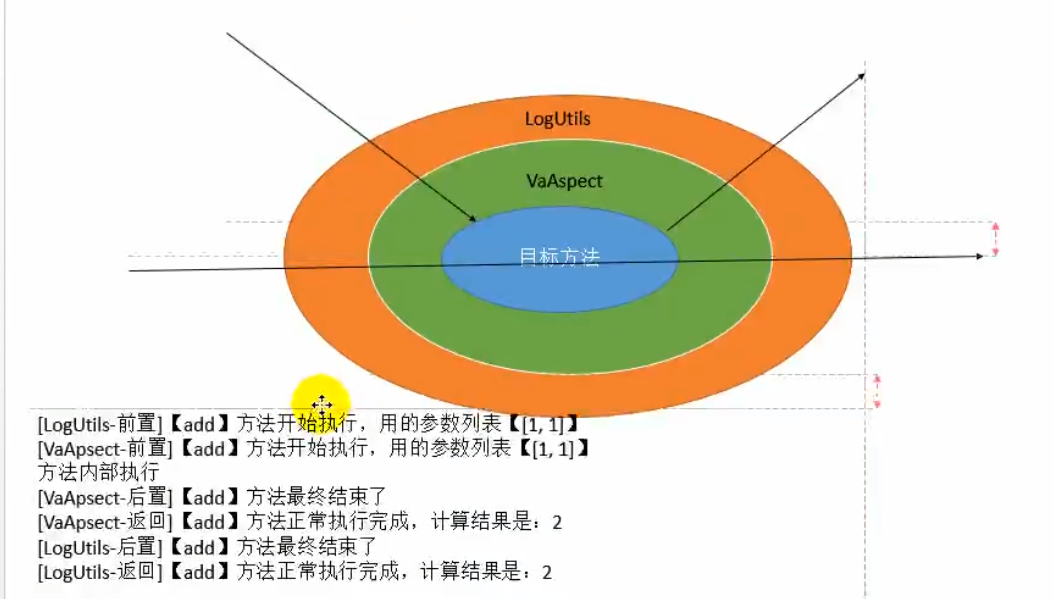 LogUtils
VaAspect
目标方法
[LogUtils-前置]【add】方法开始执行，用的参数列表【[1, 1]】
[VaApsect-前置]【add】方法开始执行，用的参数列表【[1, 1]】
方法内部执行
[VaApsect-后置]【add】方法最终结束了
[VaApsect-返回]【add】方法正常执行完成，计算结果是：2
[LogUtils-后置]【add】方法最终结束了
[LogUtils-返回]【add】方法正常执行完成，计算结果是：2